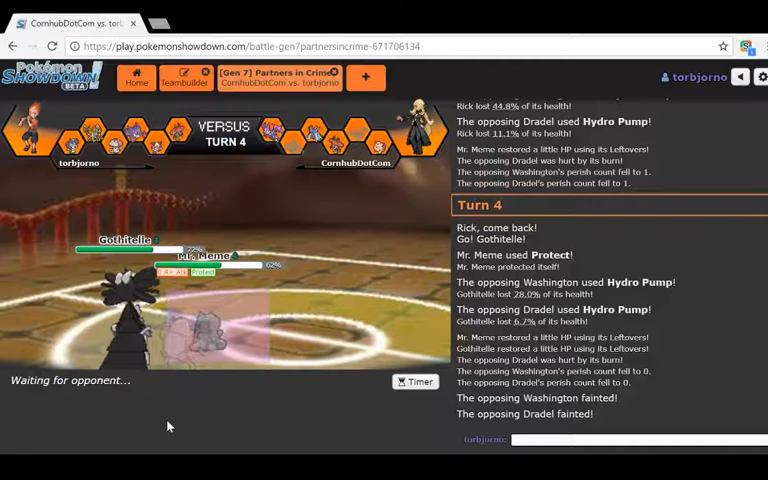 CornhubDotCom vs. torb
https://play.pokemonshowdown.com/battle-gen7partnersincrime-671706134
Pokémon
SHOWDOWN!
BETA
Home
Teambuilder
[Gen 7] Partners in Crime
CornhubDotCom vs. torbjorno
torbjorno
VERSUS
TURN 4
torbjorno
CornhubDotCom
Gothitelle
72%
Mr. Meme
62%
Protect
Waiting for opponent...
Timer
Rick lost 44.8% of its health!
The opposing Dradel used Hydro Pump!
Rick lost 11.1% of its health!
Mr. Meme restored a little HP using its Leftovers!
The opposing Dradel was hurt by its burn!
The opposing Washington's perish count fell to 1.
The opposing Dradel's perish count fell to 1.
Turn 4
Rick, come back!
Go! Gothitelle!
Mr. Meme used Protect!
Mr. Meme protected itself!
The opposing Washington used Hydro Pump!
Gothitelle lost 28.0% of its health!
The opposing Dradel used Hydro Pump!
Gothitelle lost 6.7% of its health!
Mr. Meme restored a little HP using its Leftovers!
Gothitelle restored a little HP using its Leftovers!
The opposing Dradel was hurt by its burn!
The opposing Washington's perish count fell to 0.
The opposing Dradel's perish count fell to 0.
The opposing Washington fainted!
The opposing Dradel fainted!
torbjorno: